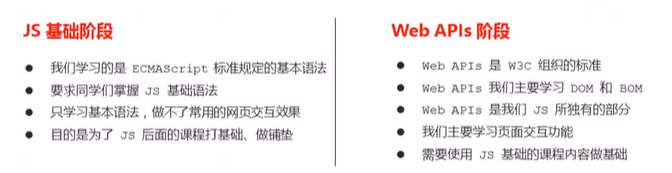 JS 基础阶段
● 我们学习的是 ECMAScript 标准规定的基本语法
● 要求同学们掌握 JS 基础语法
● 只学习基本语法，做不了常用的网页交互效果
● 目的是为了 JS 后面的课程打基础、做铺垫
Web APIs 阶段
● Web APIs 是 W3C 组织的标准
● Web APIs 我们主要学习 DOM 和 BOM
● Web APIs 是我们 JS 所独有的部分
● 我们主要学习页面交互功能
● 需要使用 JS 基础的课程内容做基础